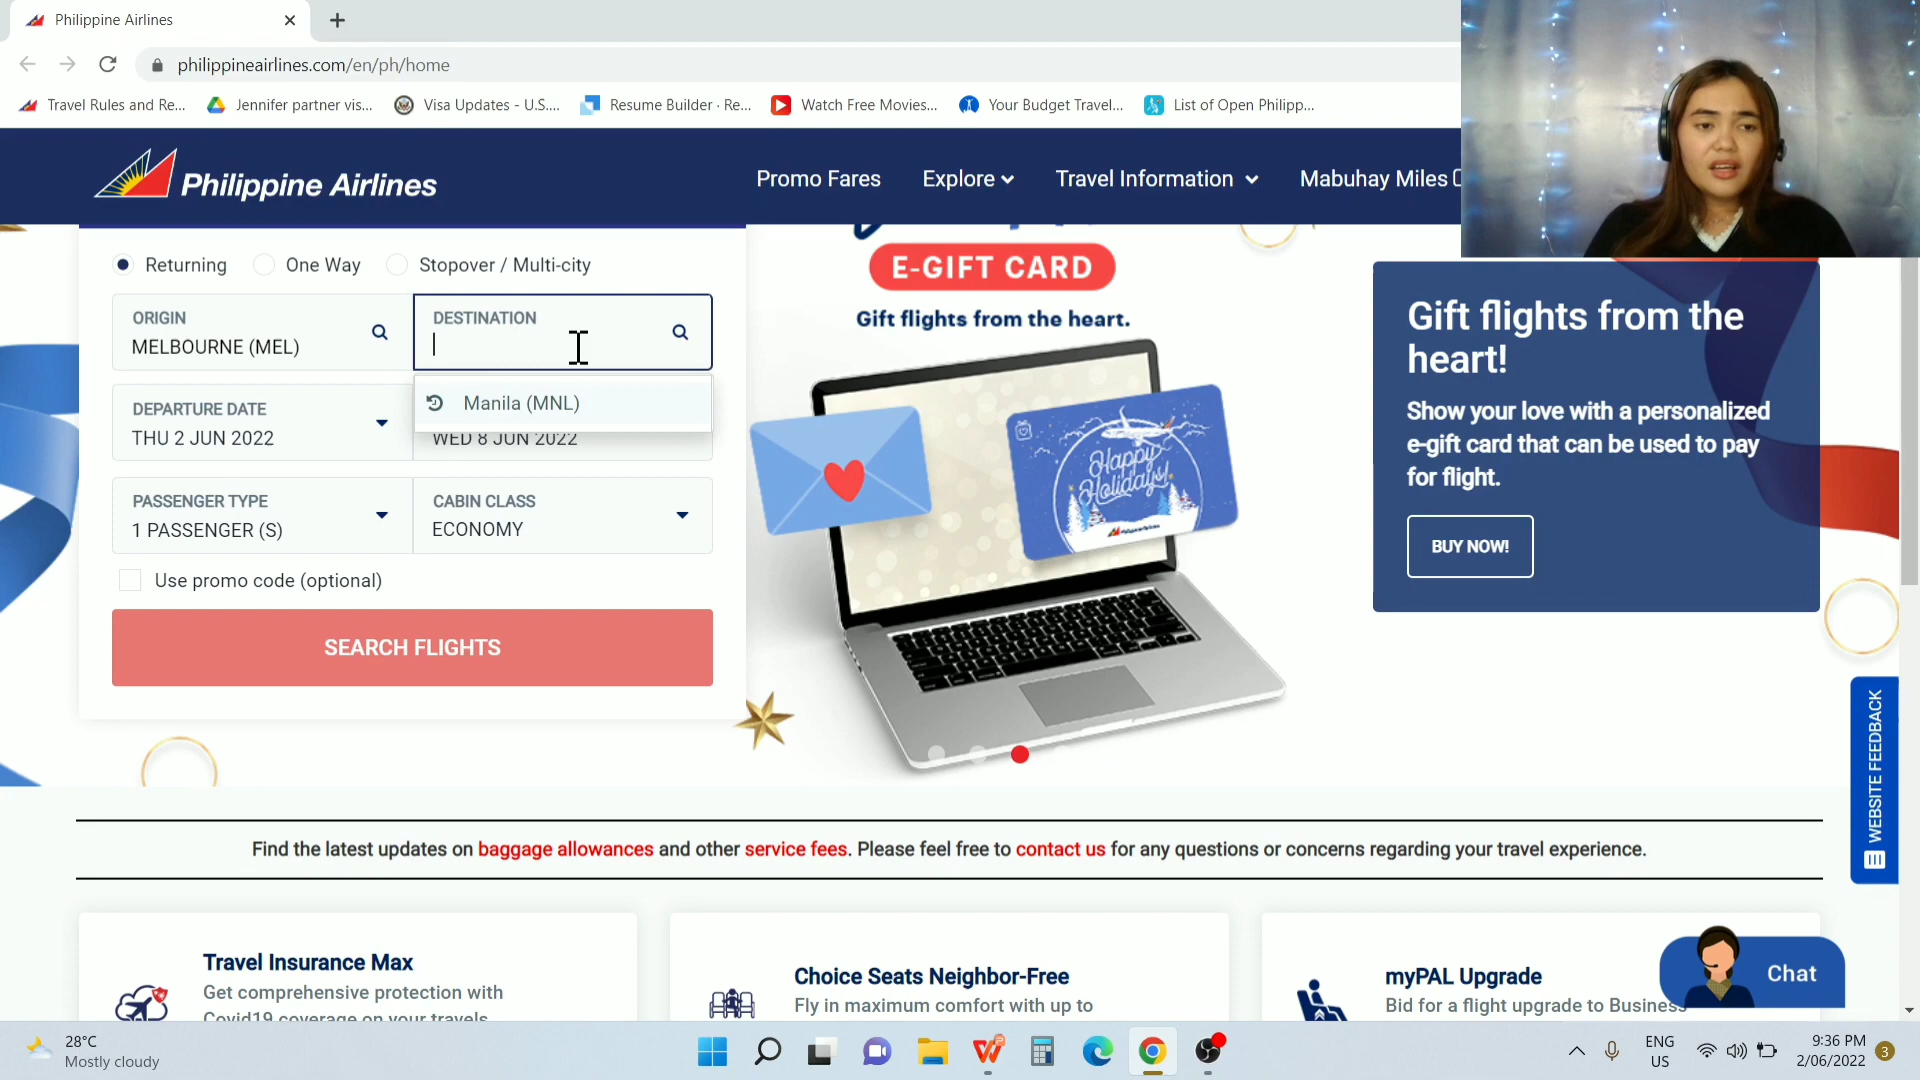 Philippine Airlines
philippineairlines.com/en/ph/home
Travel Rules and Re...
Jennifer partner vis...
Visa Updates - U.S....
Resume Builder · Re...
Watch Free Movies...
Your Budget Travel...
List of Open Philipp...
Philippine Airlines
Promo Fares
Explore
Travel Information
Mabuhay Miles
Returning
One Way
Stopover / Multi-city
ORIGIN
MELBOURNE (MEL)
DESTINATION
Manila (MNL)
DEPARTURE DATE
THU 2 JUN 2022
WED 8 JUN 2022
PASSENGER TYPE
1 PASSENGER (S)
CABIN CLASS
ECONOMY
Use promo code (optional)
SEARCH FLIGHTS
E-GIFT CARD
Gift flights from the heart.
Happy
Holidays!
Philippine Airlines
Gift flights from the
heart!
Show your love with a personalized
e-gift card that can be used to pay
for flight.
BUY NOW!
WEBSITE FEEDBACK
Find the latest updates on baggage allowances and other service fees. Please feel free to contact us for any questions or concerns regarding your travel experience.
Travel Insurance Max
Get comprehensive protection with
Covid19 coverage on your travels
Choice Seats Neighbor-Free
Fly in maximum comfort with up to
myPAL Upgrade
Bid for a flight upgrade to Business
Chat
28°C
Mostly cloudy
ENG
US
9:36 PM
2/06/2022
3